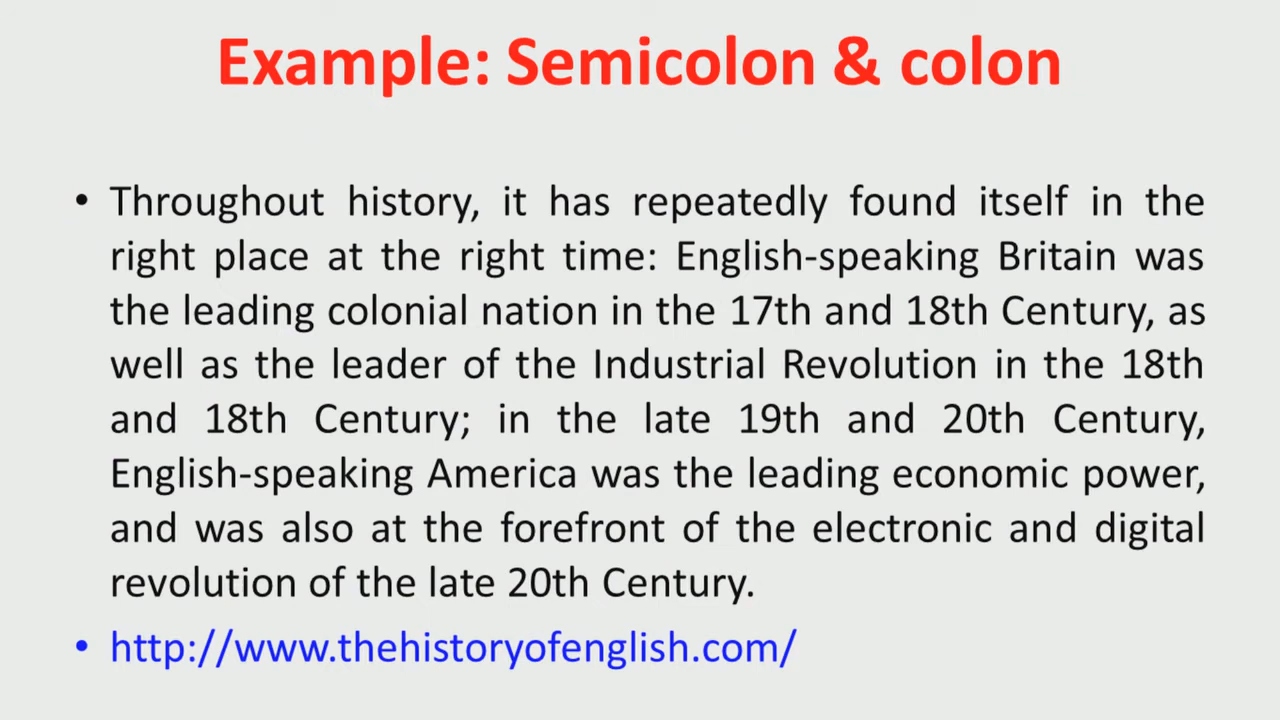 Example: Semicolon & colon
• Throughout history, it has repeatedly found itself in the
right place at the right time: English-speaking Britain was
the leading colonial nation in the 17th and 18th Century, as
well as the leader of the Industrial Revolution in the 18th
and 18th Century; in the late 19th and 20th Century,
English-speaking America was the leading economic power,
and was also at the forefront of the electronic and digital
revolution of the late 20th Century.
• http://www.thehistoryofenglish.com/